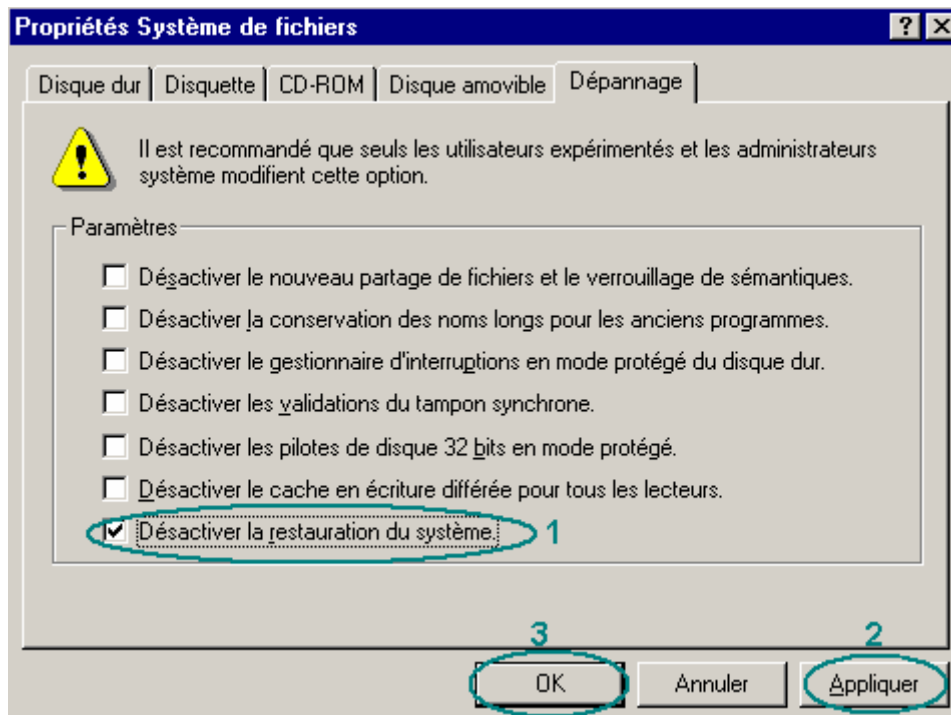 Propriétés Système de fichiers
Disque dur Disquette CD-ROM Disque amovible Dépannage
Il est recommandé que seuls les utilisateurs expérimentés et les administrateurs
système modifient cette option.
Paramètres
Désactiver le nouveau partage de fichiers et le verrouillage de sémantiques.
Désactiver la conservation des noms longs pour les anciens programmes.
Désactiver le gestionnaire d'interruptions en mode protégé du disque dur.
Désactiver les validations du tampon synchrone.
Désactiver les pilotes de disque 32 bits en mode protégé.
Désactiver le cache en écriture différée pour tous les lecteurs.
Désactiver la restauration du système. 1
3 2
OK Annuler Appliquer